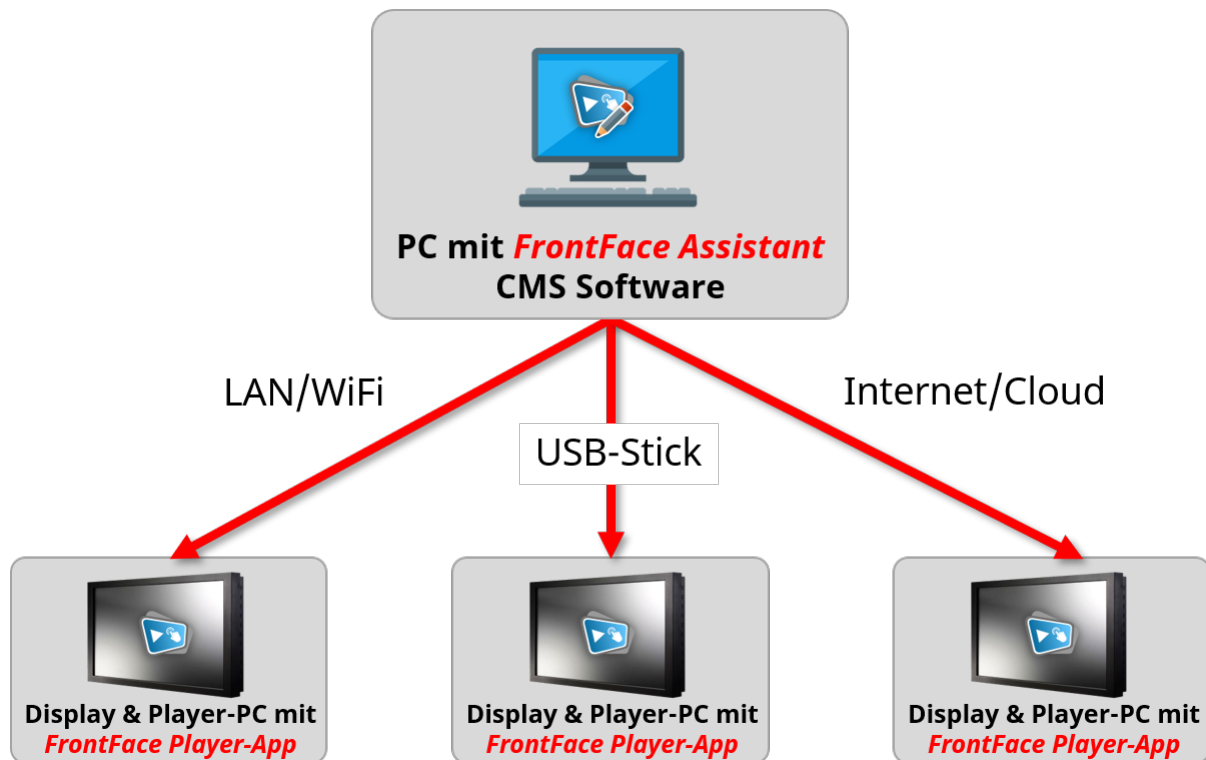 PC mit FrontFace Assistant
CMS Software
LAN/WiFi
Internet/Cloud
USB-Stick
Display & Player-PC mit
FrontFace Player-App
Display & Player-PC mit
FrontFace Player-App
Display & Player-PC mit
FrontFace Player-App